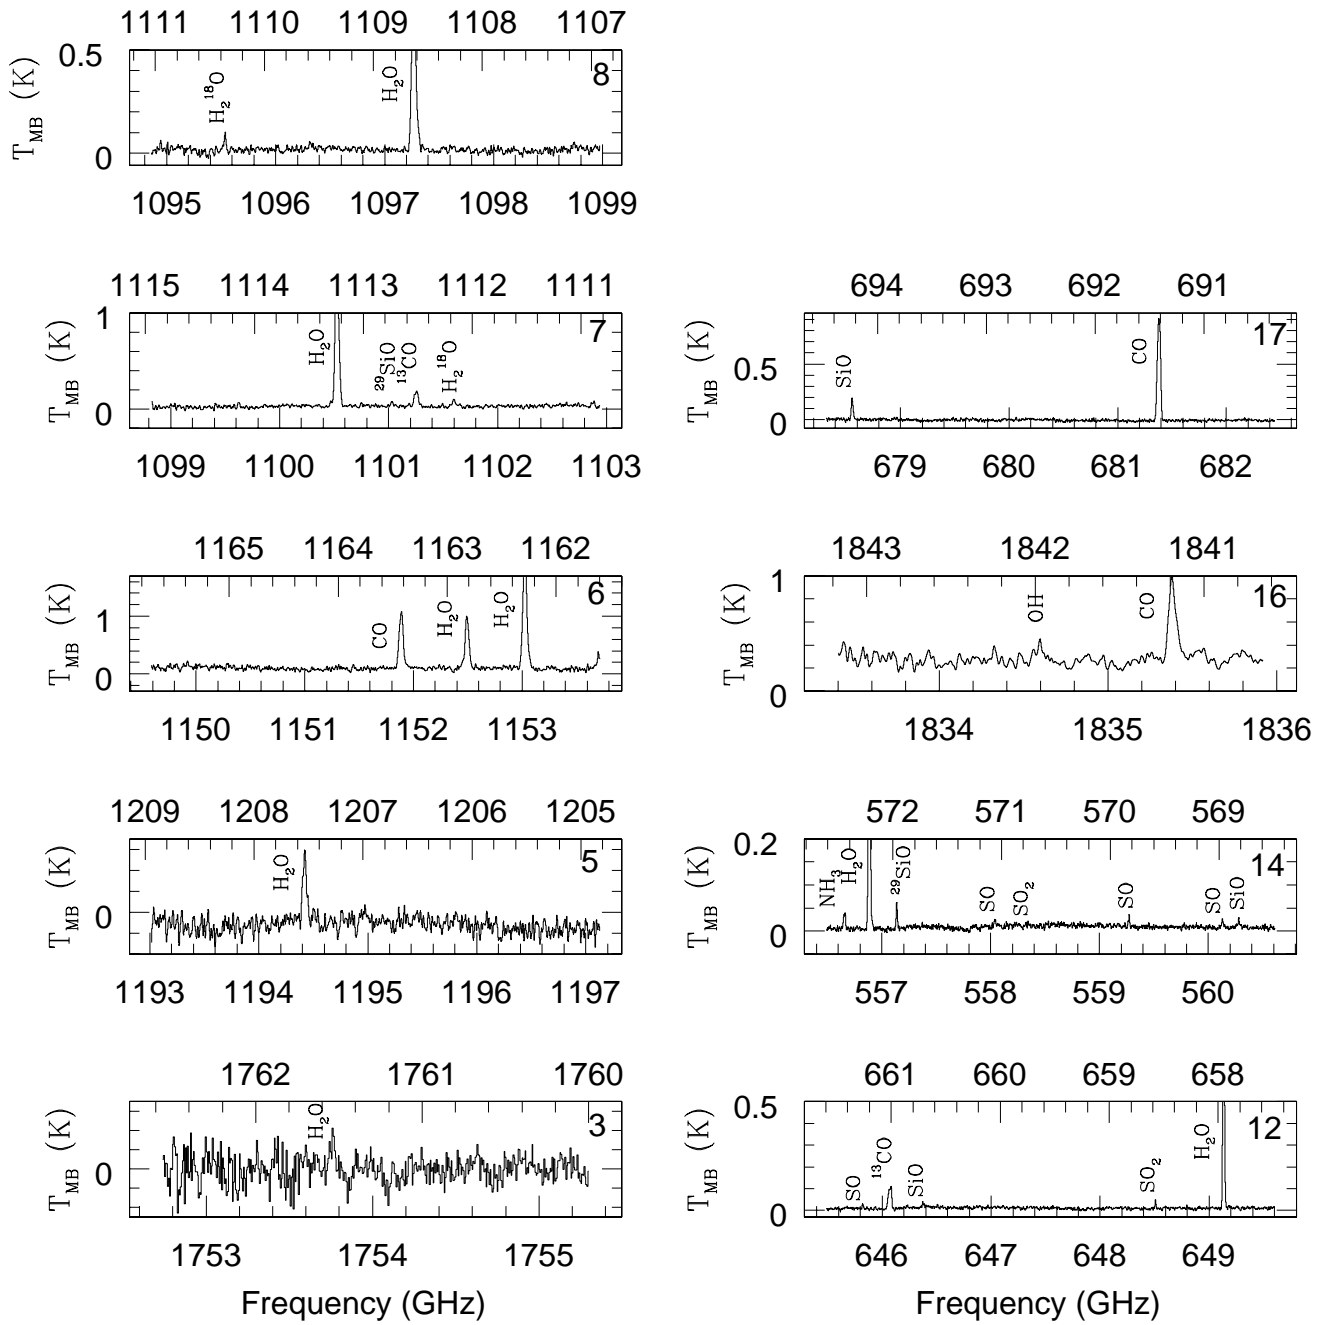 1111 1110 1109 1108 1107
T_MB (K)
0.5
0
H₂¹⁸O
H₂O
8
1095 1096 1097 1098 1099
1115 1114 1113 1112 1111
T_MB (K)
1
0
H₂O
²⁹SiO
¹³CO
H₂¹⁸O
7
1099 1100 1101 1102 1103
694 693 692 691
T_MB (K)
0.5
0
SiO
CO
17
679 680 681 682
1165 1164 1163 1162
T_MB (K)
1
0
CO
H₂O
H₂O
6
1150 1151 1152 1153
1843 1842 1841
T_MB (K)
1
0
OH
CO
16
1834 1835 1836
1209 1208 1207 1206 1205
T_MB (K)
0
H₂O
5
1193 1194 1195 1196 1197
572 571 570 569
T_MB (K)
0.2
0
NH₃
H₂O
²⁹SiO
SO
SO₂
SO
SO
SiO
14
557 558 559 560
1762 1761 1760
T_MB (K)
0
H₂O
3
1753 1754 1755
Frequency (GHz)
661 660 659 658
T_MB (K)
0.5
0
SO
¹³CO
SiO
SO₂
H₂O
12
646 647 648 649
Frequency (GHz)